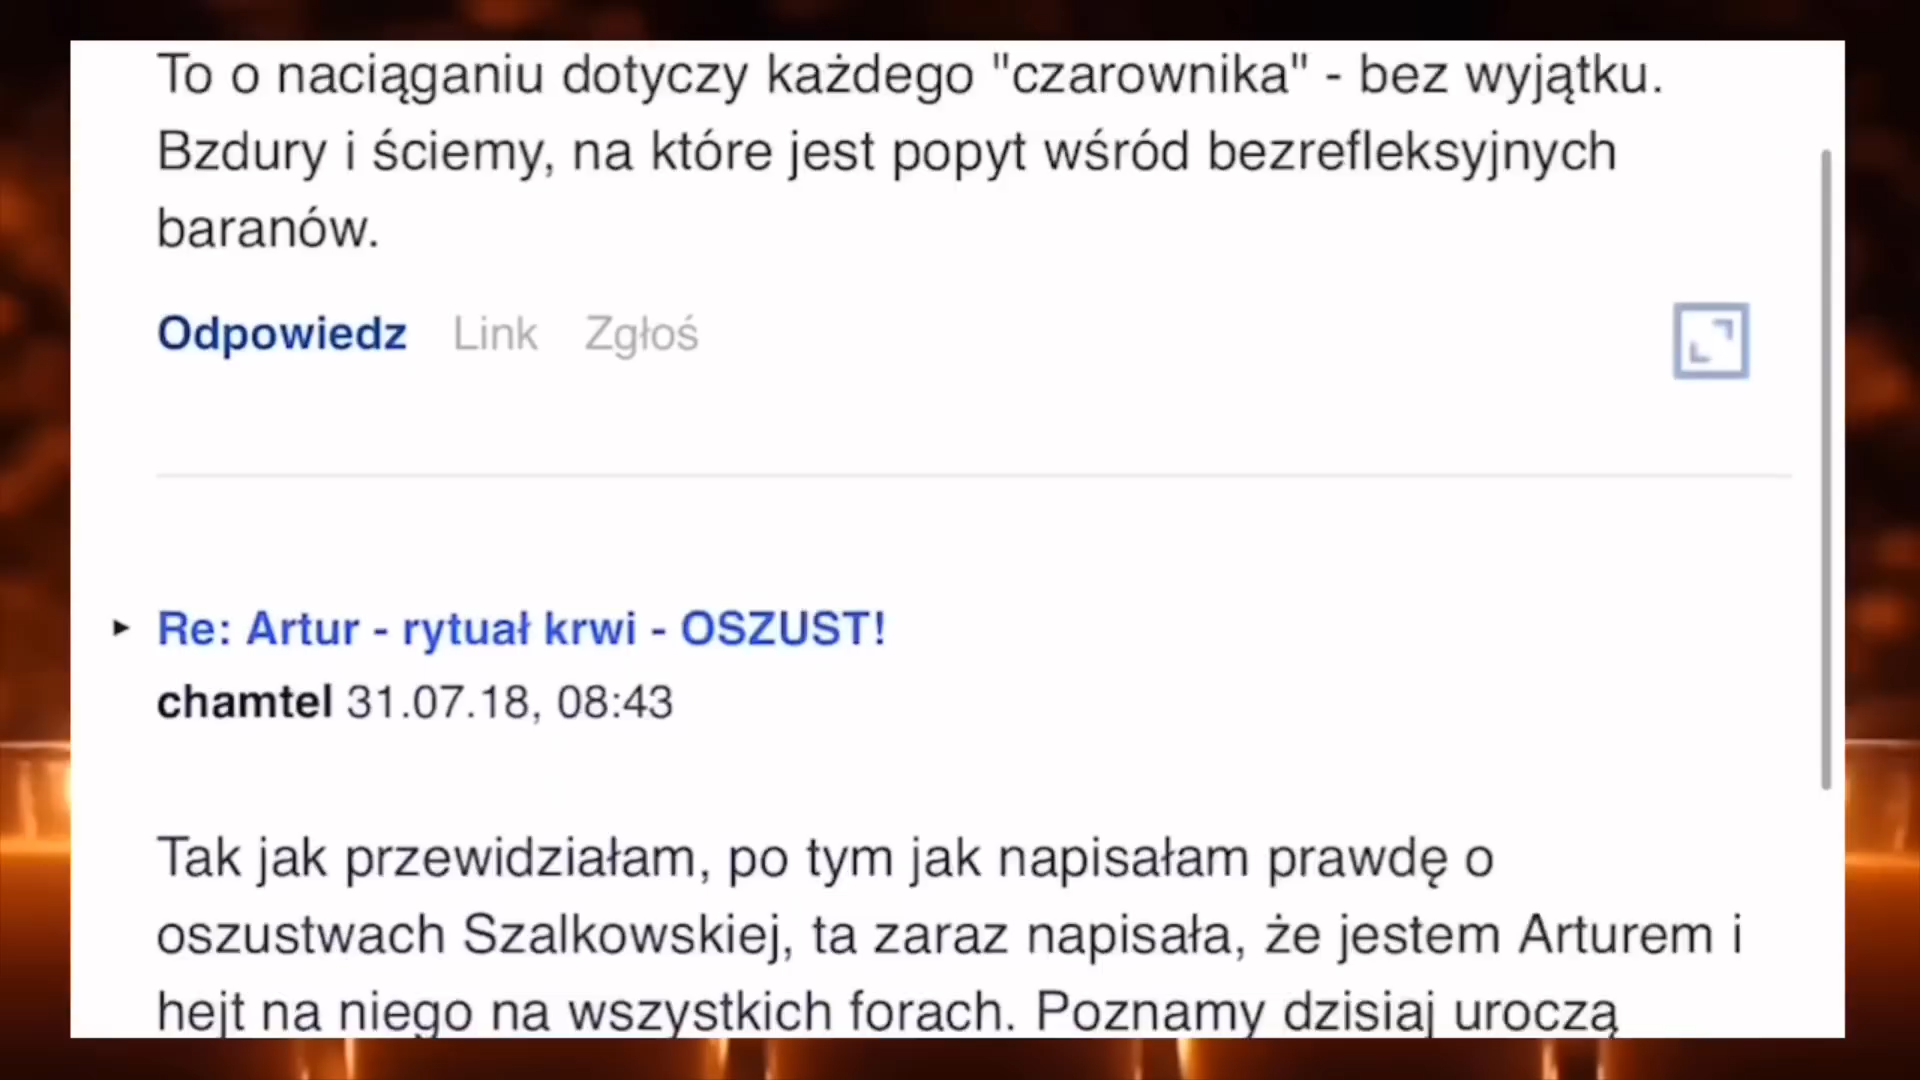 To o naciąganiu dotyczy każdego "czarownika" - bez wyjątku.
Bzdury i ściemy, na które jest popyt wśród bezrefleksyjnych
baranów.
Odpowiedz Link Zgłoś
Re: Artur - rytuał krwi - OSZUST!
chamtel 31.07.18, 08:43
Tak jak przewidziałam, po tym jak napisałam prawdę o
oszustwach Szalkowskiej, ta zaraz napisała, że jestem Arturem i
hejt na niego na wszystkich forach. Poznamy dzisiaj uroczą